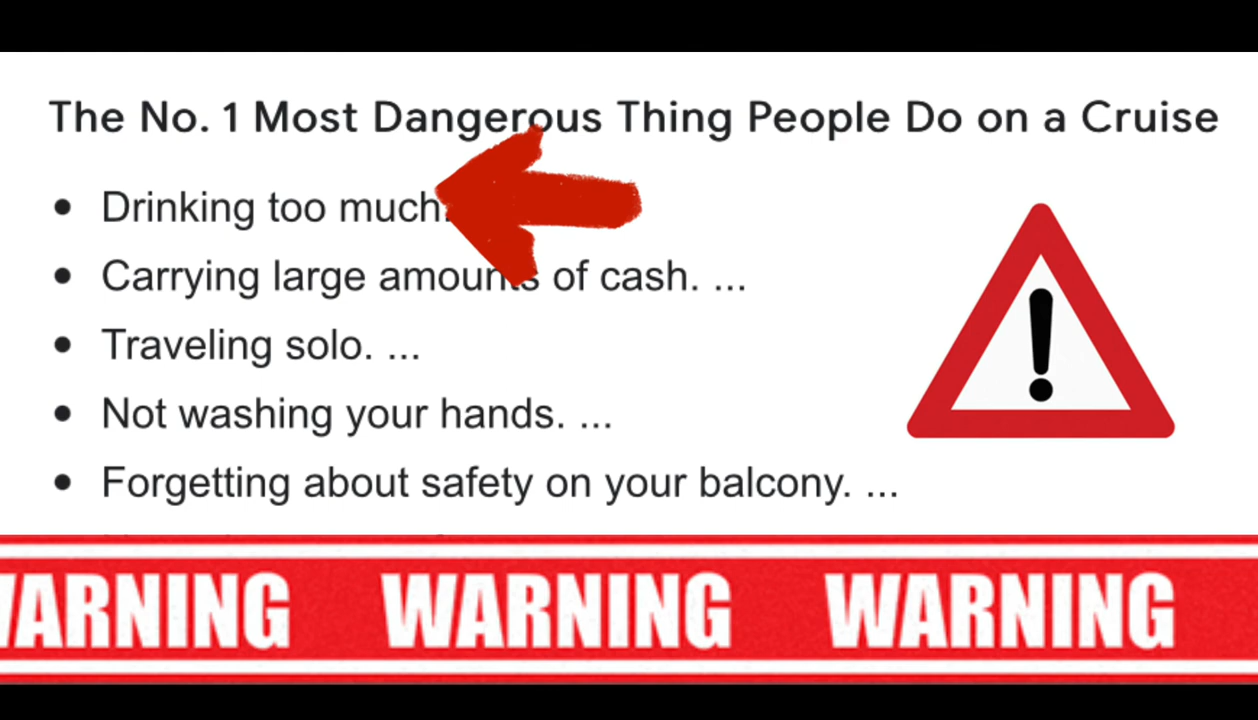 The No. 1 Most Dangerous Thing People Do on a Cruise
• Drinking too much.
• Carrying large amounts of cash. ...
• Traveling solo. ...
• Not washing your hands. ...
• Forgetting about safety on your balcony. ...
WARNING WARNING WARNING